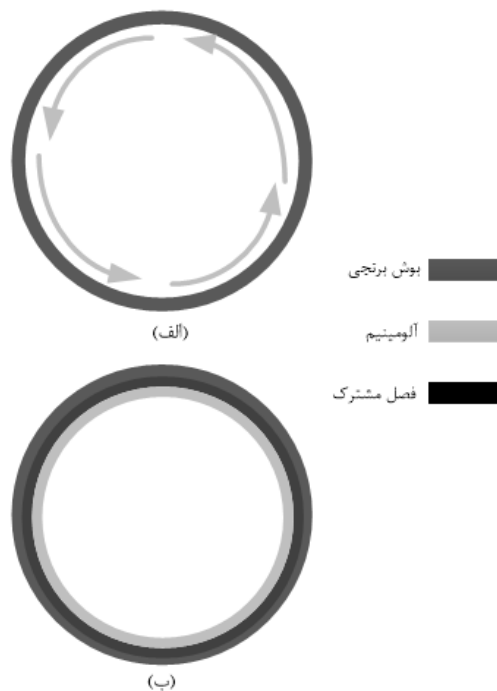 (الف)
بوش برنجی
آلومینیم
فصل مشترک
(ب)